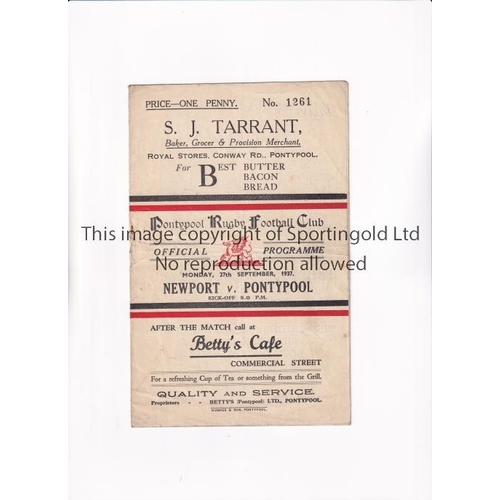 PRICE—ONE PENNY. No. 1261
S. J. TARRANT,
Baker, Grocer & Provision Merchant,
ROYAL STORES, CONWAY RD., PONTYPOOL.
For BEST BUTTER
BACON
BREAD
Pontypool Rugby Football Club
This image copyright of Sportingold Ltd
OFFICIAL PROGRAMME
No reproduction allowed
MONDAY, 27th SEPTEMBER, 1937.
NEWPORT v. PONTYPOOL
KICK-OFF P.M.
AFTER THE MATCH call at
Betty's Cafe
COMMERCIAL STREET
For a refreshing Cup of Tea or something from the Grill.
QUALITY AND SERVICE.
Proprietors - - BETTY'S (Pontypool) LTD., PONTYPOOL.
& SON, PONTYPOOL.